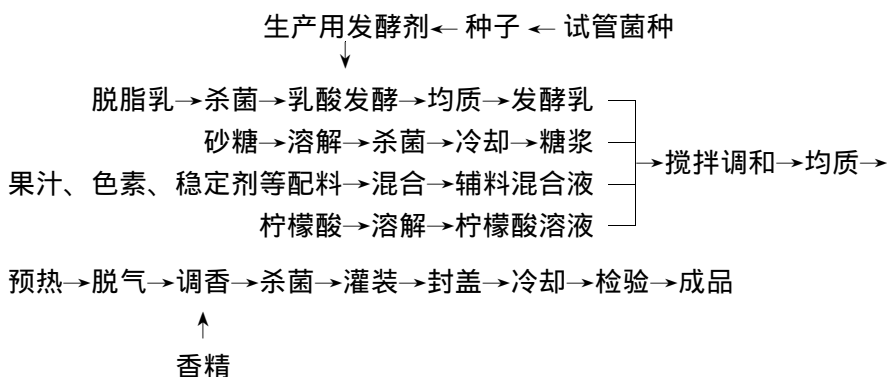 生产用发酵剂← 种子 ← 试管菌种
脱脂乳→杀菌→乳酸发酵→均质→发酵乳
砂糖→溶解→杀菌→冷却→糖浆
果汁、色素、稳定剂等配料→混合→辅料混合液
柠檬酸→溶解→柠檬酸溶液
→搅拌调和→均质→
预热→脱气→调香→杀菌→灌装→封盖→冷却→检验→成品
香精